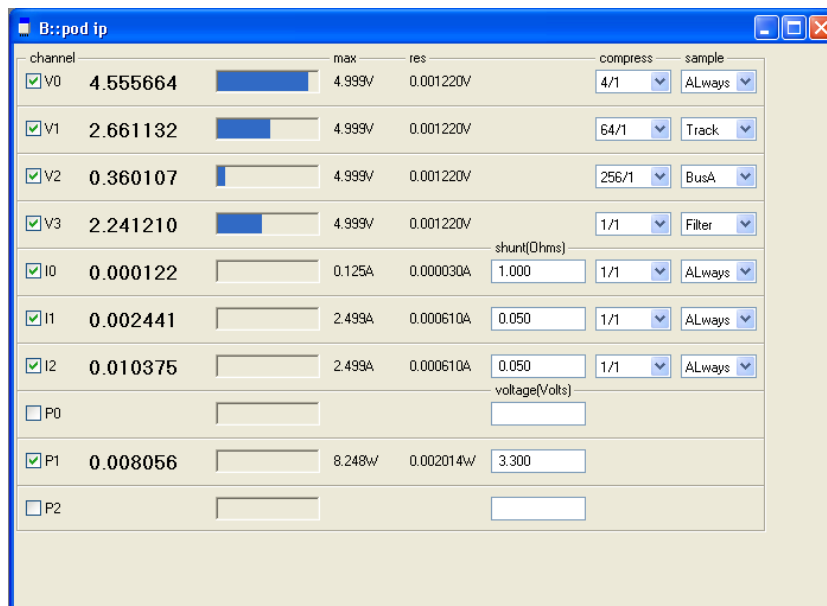 B::pod ip
channel max res compress sample
V0 4.555664 4.999V 0.001220V 4/1 ALways
V1 2.661132 4.999V 0.001220V 64/1 Track
V2 0.360107 4.999V 0.001220V 256/1 BusA
V3 2.241210 4.999V 0.001220V 1/1 Filter
shunt(Ohms)
I0 0.000122 0.125A 0.000030A 1.000 1/1 ALways
I1 0.002441 2.499A 0.000610A 0.050 1/1 ALways
I2 0.010375 2.499A 0.000610A 0.050 1/1 ALways
voltage(Volts)
P0
P1 0.008056 8.248W 0.002014W 3.300
P2